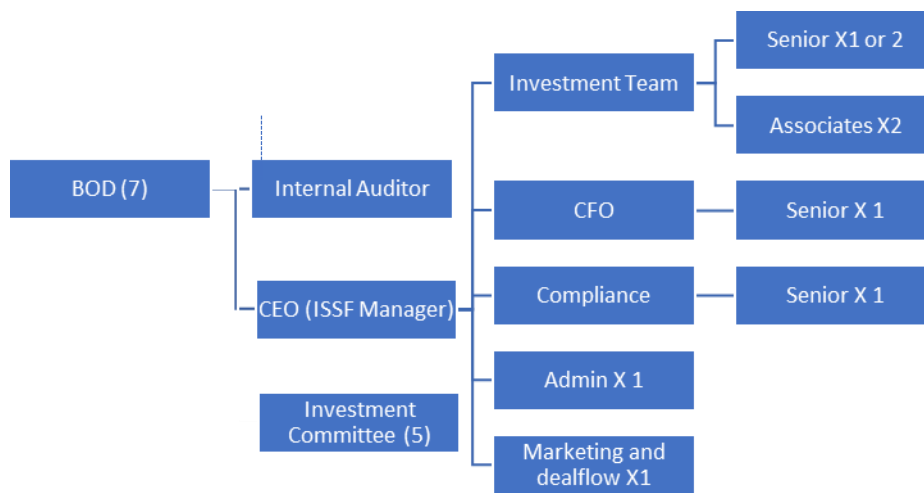 BOD (7)
Internal Auditor
CEO (ISSF Manager)
Investment
Committee (5)
Investment Team
Senior X1 or 2
Associates X2
CFO
Senior X 1
Compliance
Senior X 1
Admin X 1
Marketing and
dealflow X1